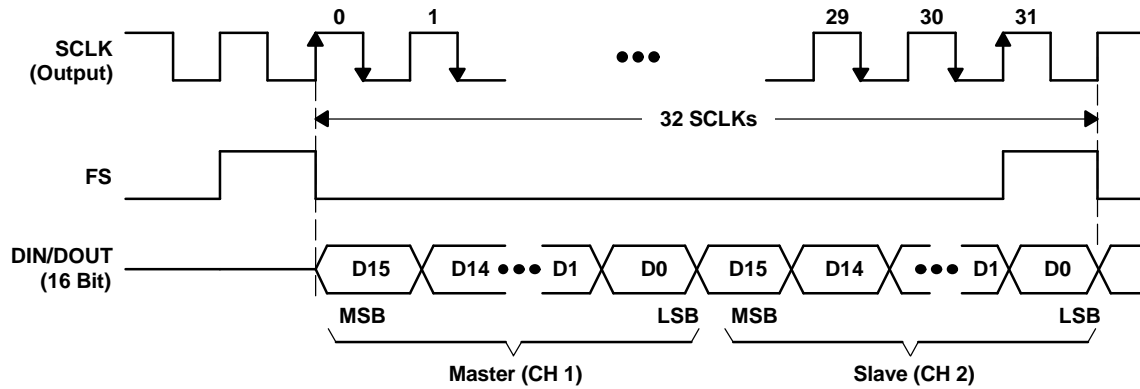 0 1 29 30 31
SCLK
(Output)
32 SCLKs
FS
DIN/DOUT
(16 Bit)
D15 D14 D1 D0 D15 D14 D1 D0
MSB LSB MSB LSB
Master (CH 1) Slave (CH 2)